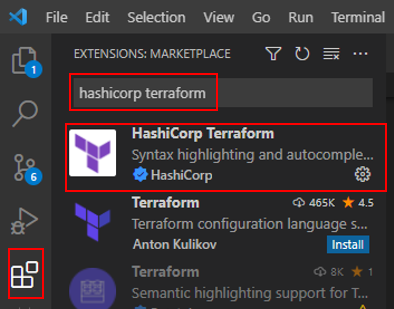 File Edit Selection View Go Run Terminal
EXTENSIONS: MARKETPLACE
1
hashicorp terraform
HashiCorp Terraform
Syntax highlighting and autocomple...
HashiCorp
6
Terraform 465K 4.5
Terraform configuration language s...
Anton Kulikov Install
Terraform 8K 1
Semantic highlighting support for T...